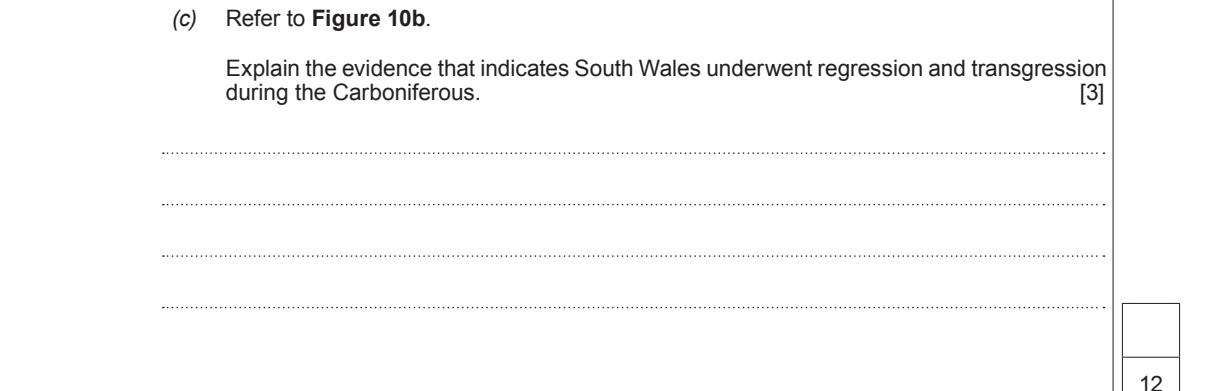 (c) Refer to Figure 10b.
Explain the evidence that indicates South Wales underwent regression and transgression
during the Carboniferous. [3]
12